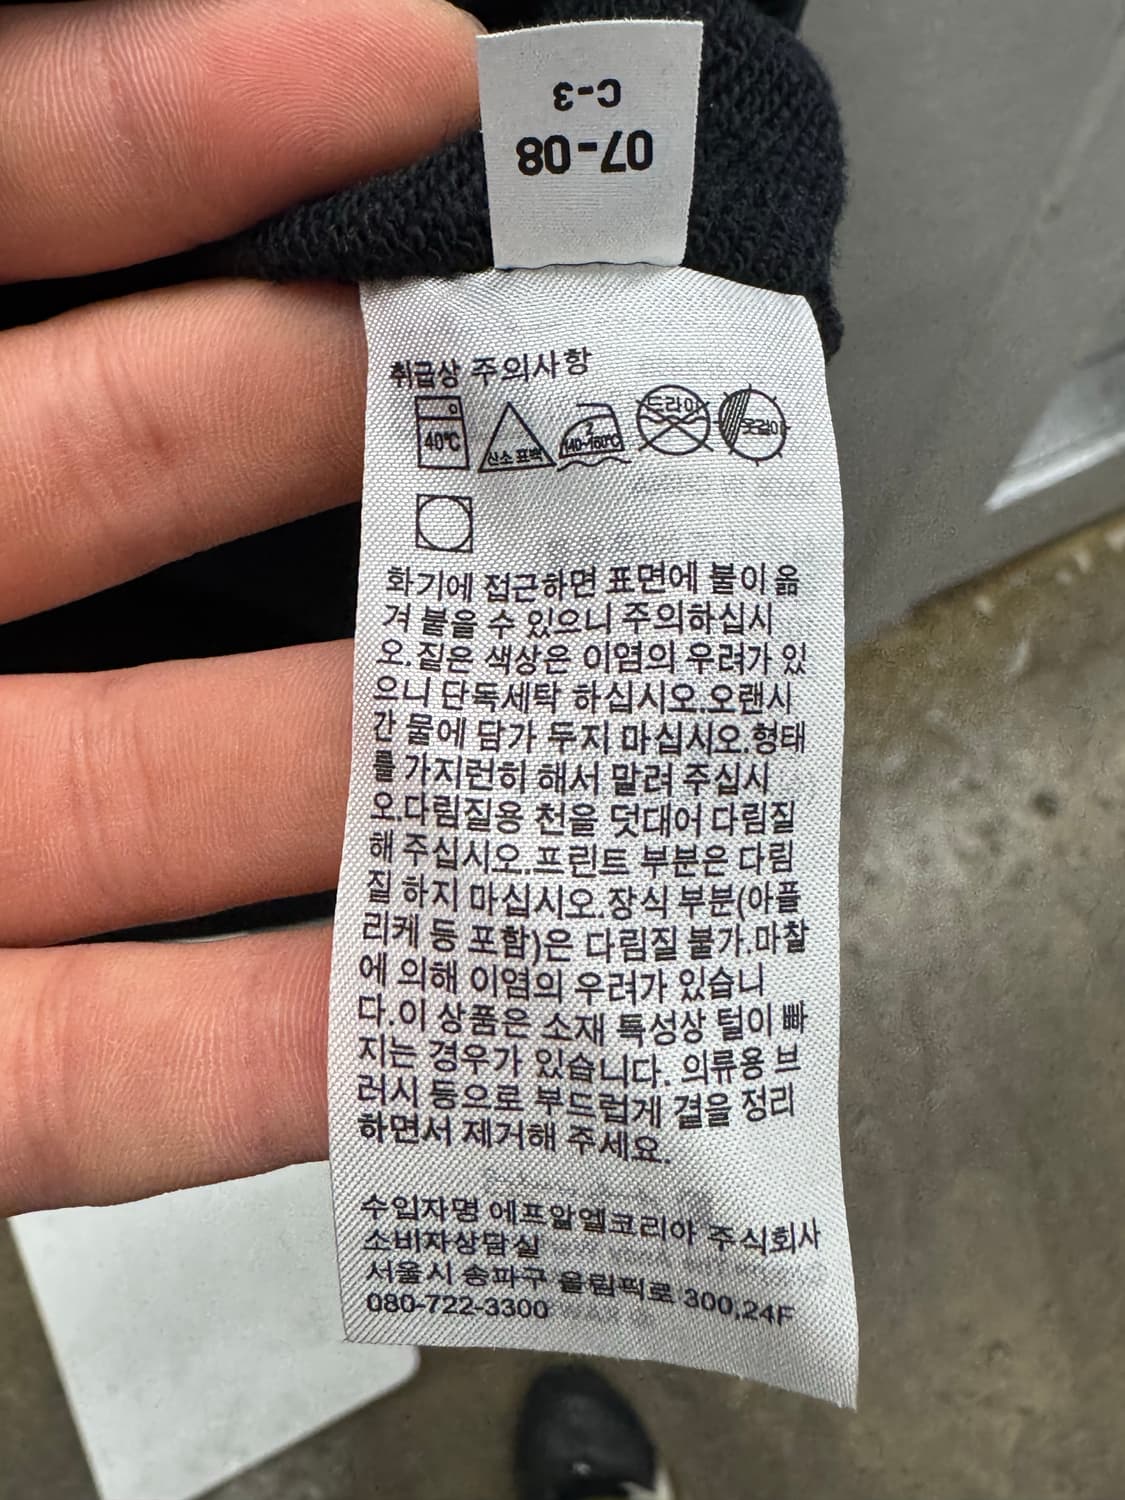 C-3
07-08
취급상 주의사항
40℃
산소 표백
2
140~160℃
드라이
옷걸이
화기에 접근하면 표면에 불이 옮
겨 붙을 수 있으니 주의하십시
오.짙은 색상은 이염의 우려가 있
으니 단독세탁 하십시오.오랜시
간 물에 담가 두지 마십시오.형태
를 가지런히 해서 말려 주십시
오.다림질용 천을 덧대어 다림질
해 주십시오.프린트 부분은 다림
질 하지 마십시오.장식 부분(아플
리케 등 포함)은 다림질 불가.마찰
에 의해 이염의 우려가 있습니
다.이 상품은 소재 특성상 털이 빠
지는 경우가 있습니다. 의류용 브
러시 등으로 부드럽게 결을 정리
하면서 제거해 주세요.
수입자명 에프알엘코리아 주식회사
소비자상담실
서울시 송파구 올림픽로 300,24F
080-722-3300